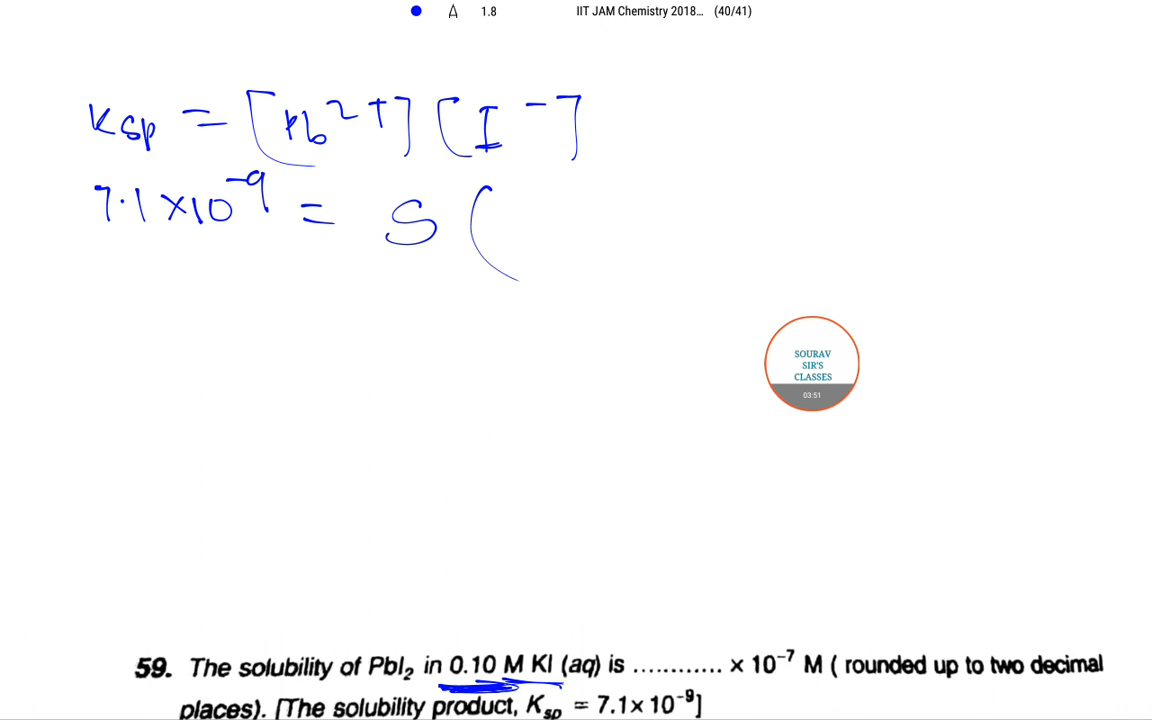 1.8 IIT JAM Chemistry 2018... (40/41)
Ksp = [Pb²⁺] [I⁻]
7.1×10⁻⁹ = S (
SOURAV
SIR'S
CLASSES
03:51
59. The solubility of PbI₂ in 0.10 M KI (aq) is ............ × 10⁻⁷ M ( rounded up to two decimal
places). [The solubility product, Ksp = 7.1× 10⁻⁹]